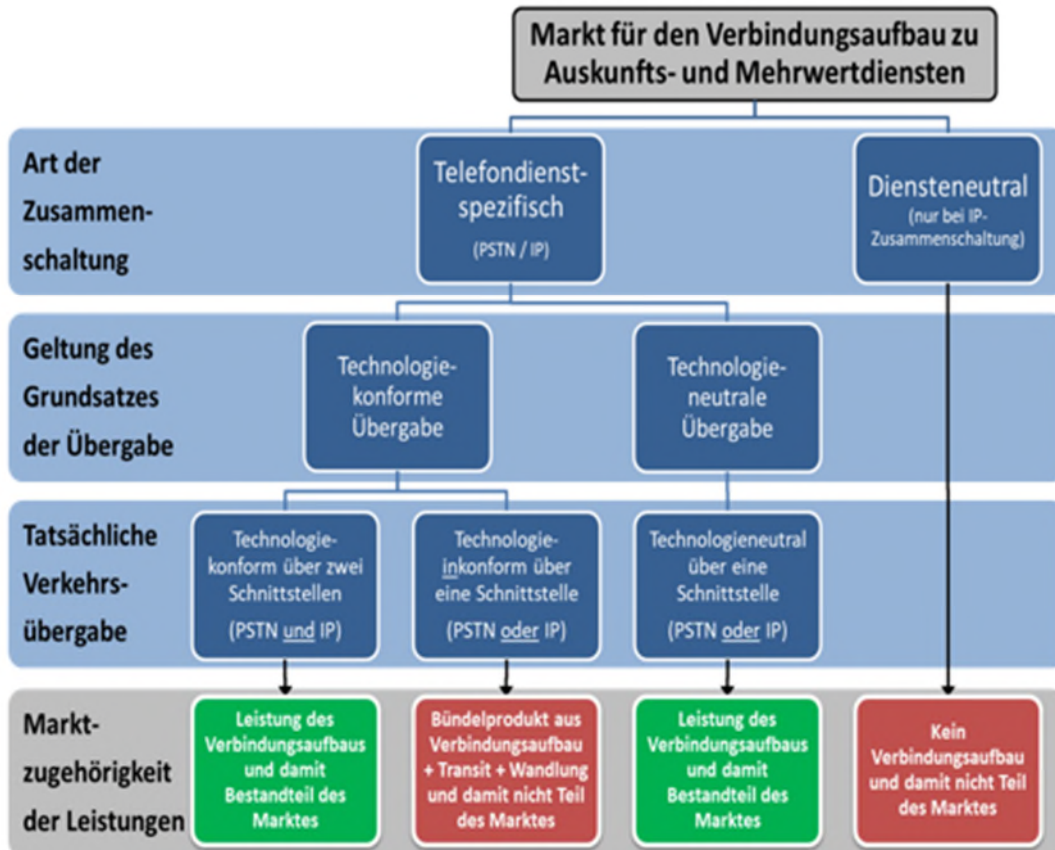 Markt für den Verbindungsaufbau zu
Auskunfts- und Mehrwertdiensten
Art der
Zusammen-
schaltung
Telefondienst-
spezifisch
(PSTN / IP)
Diensteneutral
(nur bei IP-
Zusammenschaltung)
Geltung des
Grundsatzes
der Übergabe
Technologie-
konforme
Übergabe
Technologie-
neutrale
Übergabe
Tatsächliche
Verkehrs-
übergabe
Technologie-
konform über zwei
Schnittstellen
(PSTN und IP)
Technologie-
inkonform über
eine Schnittstelle
(PSTN oder IP)
Technologieneutral
über eine
Schnittstelle
(PSTN oder IP)
Markt-
zugehörigkeit
der Leistungen
Leistung des
Verbindungsaufbaus
und damit
Bestandteil des
Marktes
Bündelprodukt aus
Verbindungsaufbau
+ Transit + Wandlung
und damit nicht Teil
des Marktes
Leistung des
Verbindungsaufbaus
und damit
Bestandteil des
Marktes
Kein
Verbindungsaufbau
und damit nicht Teil
des Marktes